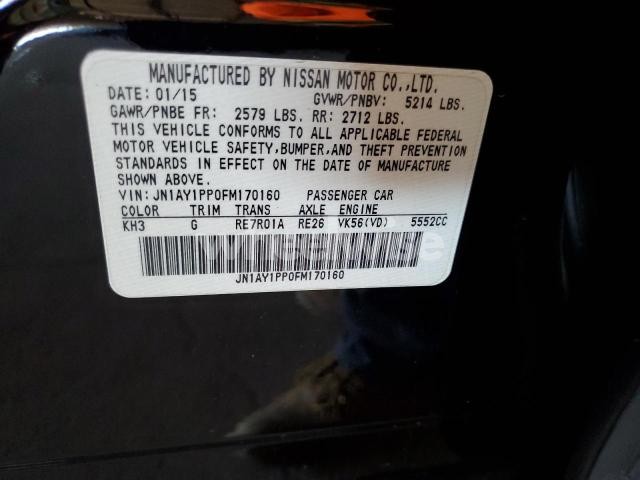 MANUFACTURED BY NISSAN MOTOR CO.,LTD.
DATE: 01/15 GVWR/PNBV: 5214 LBS.
GAWR/PNBE FR: 2579 LBS. RR: 2712 LBS.
THIS VEHICLE CONFORMS TO ALL APPLICABLE FEDERAL
MOTOR VEHICLE SAFETY, BUMPER, AND THEFT PREVENTION
STANDARDS IN EFFECT ON THE DATE OF MANUFACTURE
SHOWN ABOVE.
VIN: JN1AY1PP0FM170160 PASSENGER CAR
COLOR TRIM TRANS AXLE ENGINE
KH3 G RE7R01A RE26 VK56(VD) 5552CC
JN1AY1PP0FM170160